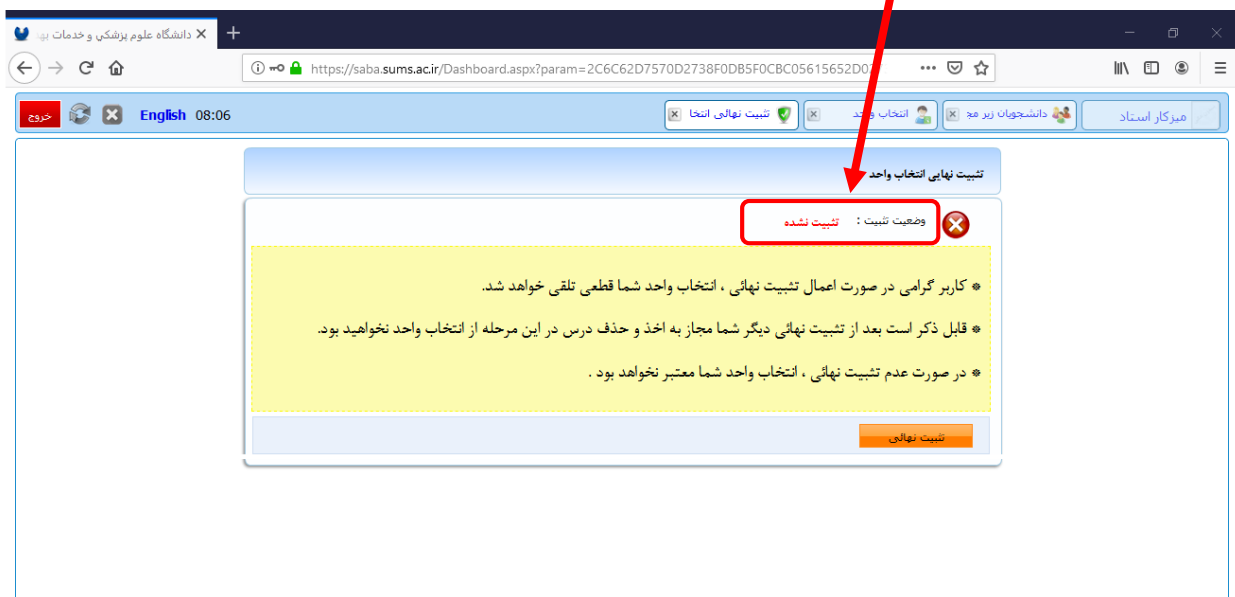 دانشگاه علوم پزشکي و خدمات
https://saba.sums.ac.ir/Dashboard.aspx?param=2C6C62D7570D2738F0DB5F0CBC05615652D0
میزکار استاد
دانشجویان زیر مج
انتخاب واحد
تثبیت نهائی انتخا
08:06 English
خروج
تثبیت نهایی انتخاب واحد
وضعیت تثبیت : تثبیت نشده
* کاربر گرامی در صورت اعمال تثبیت نهائی ، انتخاب واحد شما قطعی تلقی خواهد شد.
* قابل ذکر است بعد از تثبیت نهائی دیگر شما مجاز به اخذ و حذف درس در این مرحله از انتخاب واحد نخواهید بود.
* در صورت عدم تثبیت نهائی ، انتخاب واحد شما معتبر نخواهد بود .
تثبیت نهائی